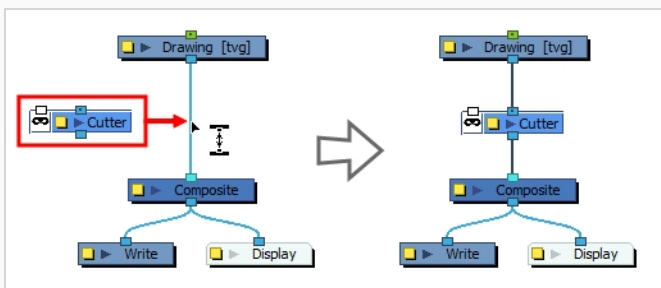 Drawing [tvg]
Cutter
Composite
Write
Display
Drawing [tvg]
Cutter
Composite
Write
Display